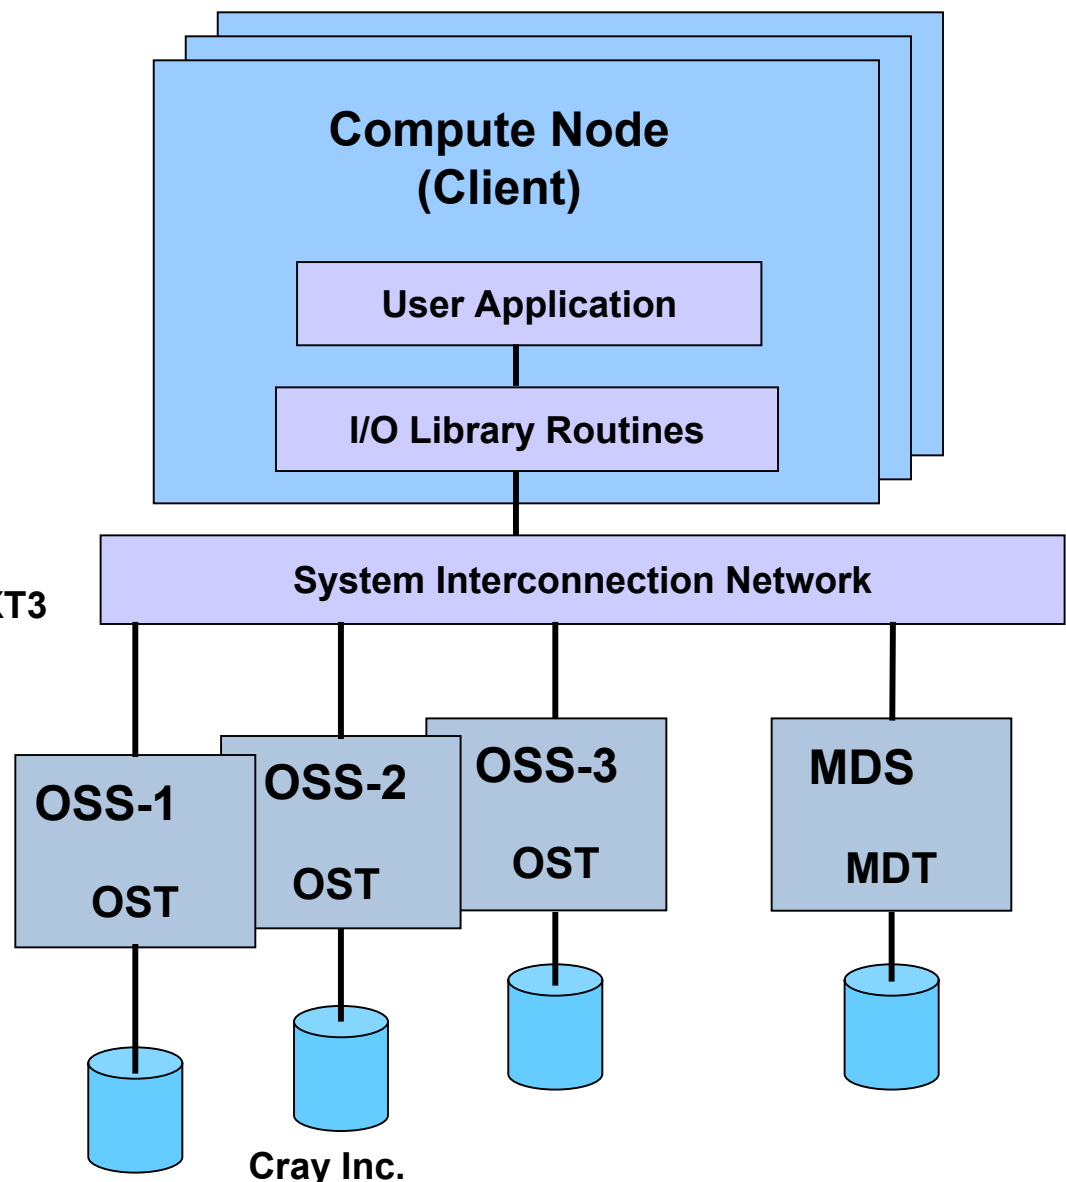 Compute Node
(Client)
User Application
I/O Library Routines
System Interconnection Network
OSS-1
OST
OSS-2
OST
OSS-3
OST
MDS
MDT
Cray Inc.